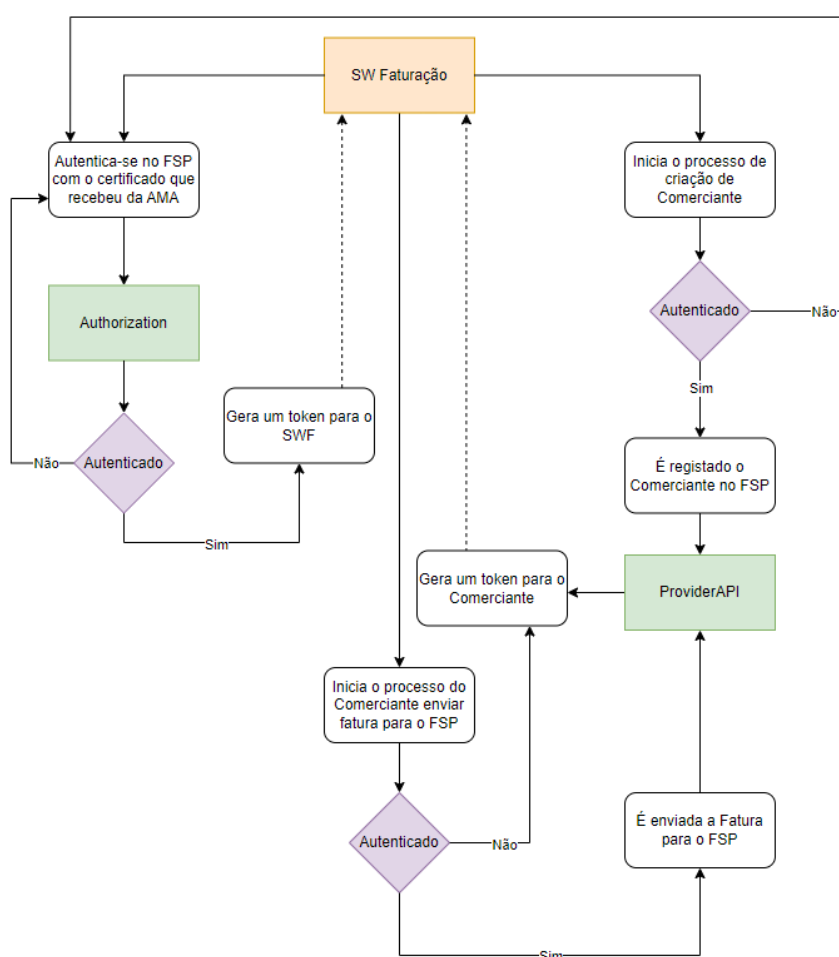 SW Faturação
Autentica-se no FSP
com o certificado que
recebeu da AMA
Inicia o processo de
criação de
Comerciante
Authorization
Autenticado
Não
Sim
Gera um token para o
SWF
Não
Autenticado
É registado o
Comerciante no FSP
Sim
Gera um token para o
Comerciante
ProviderAPI
Inicia o processo do
Comerciante enviar
fatura para o FSP
É enviada a Fatura
para o FSP
Autenticado
Não
Sim